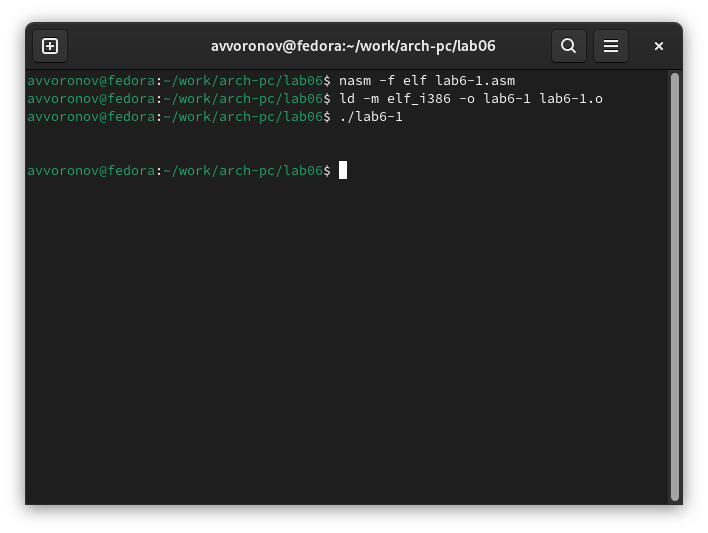 avvoronov@fedora:~/work/arch-pc/lab06
avvoronov@fedora:~/work/arch-pc/lab06$ nasm -f elf lab6-1.asm
avvoronov@fedora:~/work/arch-pc/lab06$ ld -m elf_i386 -o lab6-1 lab6-1.o
avvoronov@fedora:~/work/arch-pc/lab06$ ./lab6-1
avvoronov@fedora:~/work/arch-pc/lab06$